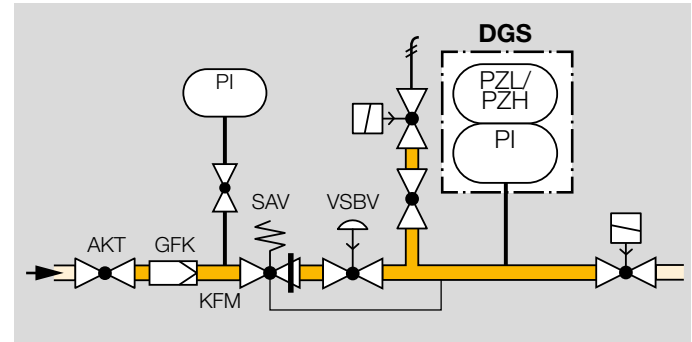 DGS
PI
PZL/
PZH
PI
SAV
VSBV
AKT
GFK
KFM